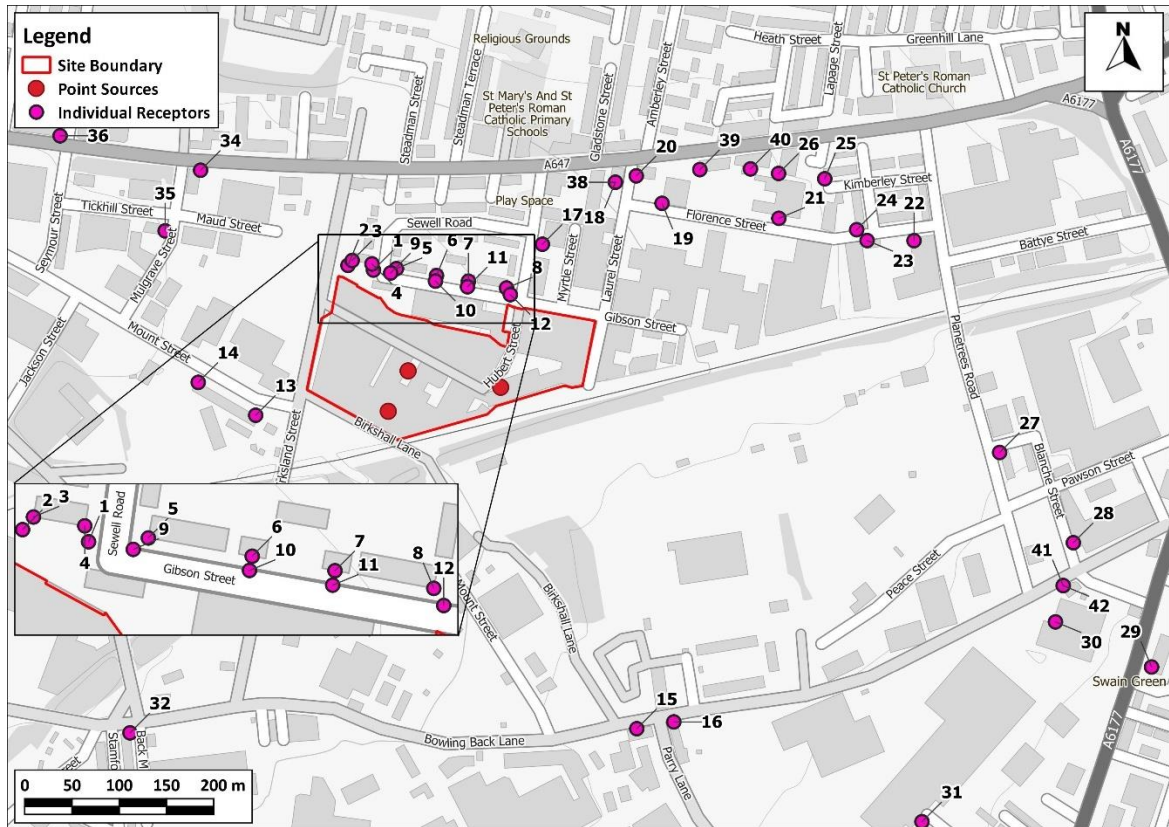 Legend
Site Boundary
Point Sources
Individual Receptors
N
Religious Grounds
Heath Street
Greenhill Lane
Lapage Street
St Peter's Roman
Catholic Church
A6177
A6177
Steadman Street
Steadman Terrace
St Mary's And St
Peter's Roman
Catholic Primary
Schools
Gladstone Street
Amberley Street
36
34
A647
38
20
39
40
26
25
Kimberley Street
35
Tickhill Street
Maud Street
Seymour Street
Mulgrave Street
Play Space
Sewell Road
17
18
19
Florence Street
21
24
22
23
Battye Street
2
3
1
9
5
6
7
11
8
4
10
12
Myrtle Street
Laurel Street
Gibson Street
Hubert Street
Planetrees Road
Jackson Street
Mount Street
14
13
Birksland Street
Birkshall Lane
27
Blanche Street
Pawson Street
28
2
3
1
Sewell Road
5
9
6
10
7
11
8
12
4
Gibson Street
Mount Street
Birkshall Lane
Peace Street
41
42
30
29
Swain Green
A6177
32
Bowling Back Lane
15
16
Parry Lane
31
0 50 100 150 200 m